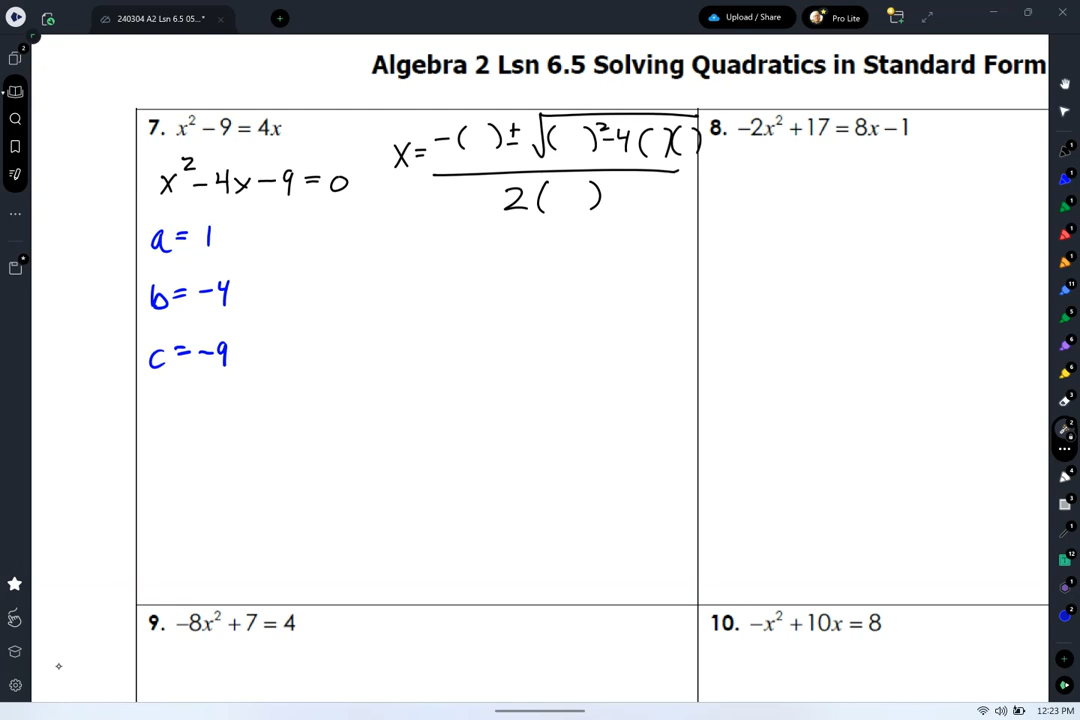 240304 A2 Lsn 6.5 05...*
Upload / Share
Pro Lite
Algebra 2 Lsn 6.5 Solving Quadratics in Standard Form
7. x² – 9 = 4x
x² - 4x - 9 = 0
a = 1
b = -4
c = -9
x = (-( ) ± √(( )² - 4( )( ))) / 2( )
8. –2x² + 17 = 8x – 1
9. –8x² + 7 = 4
10. –x² + 10x = 8
12:23 PM